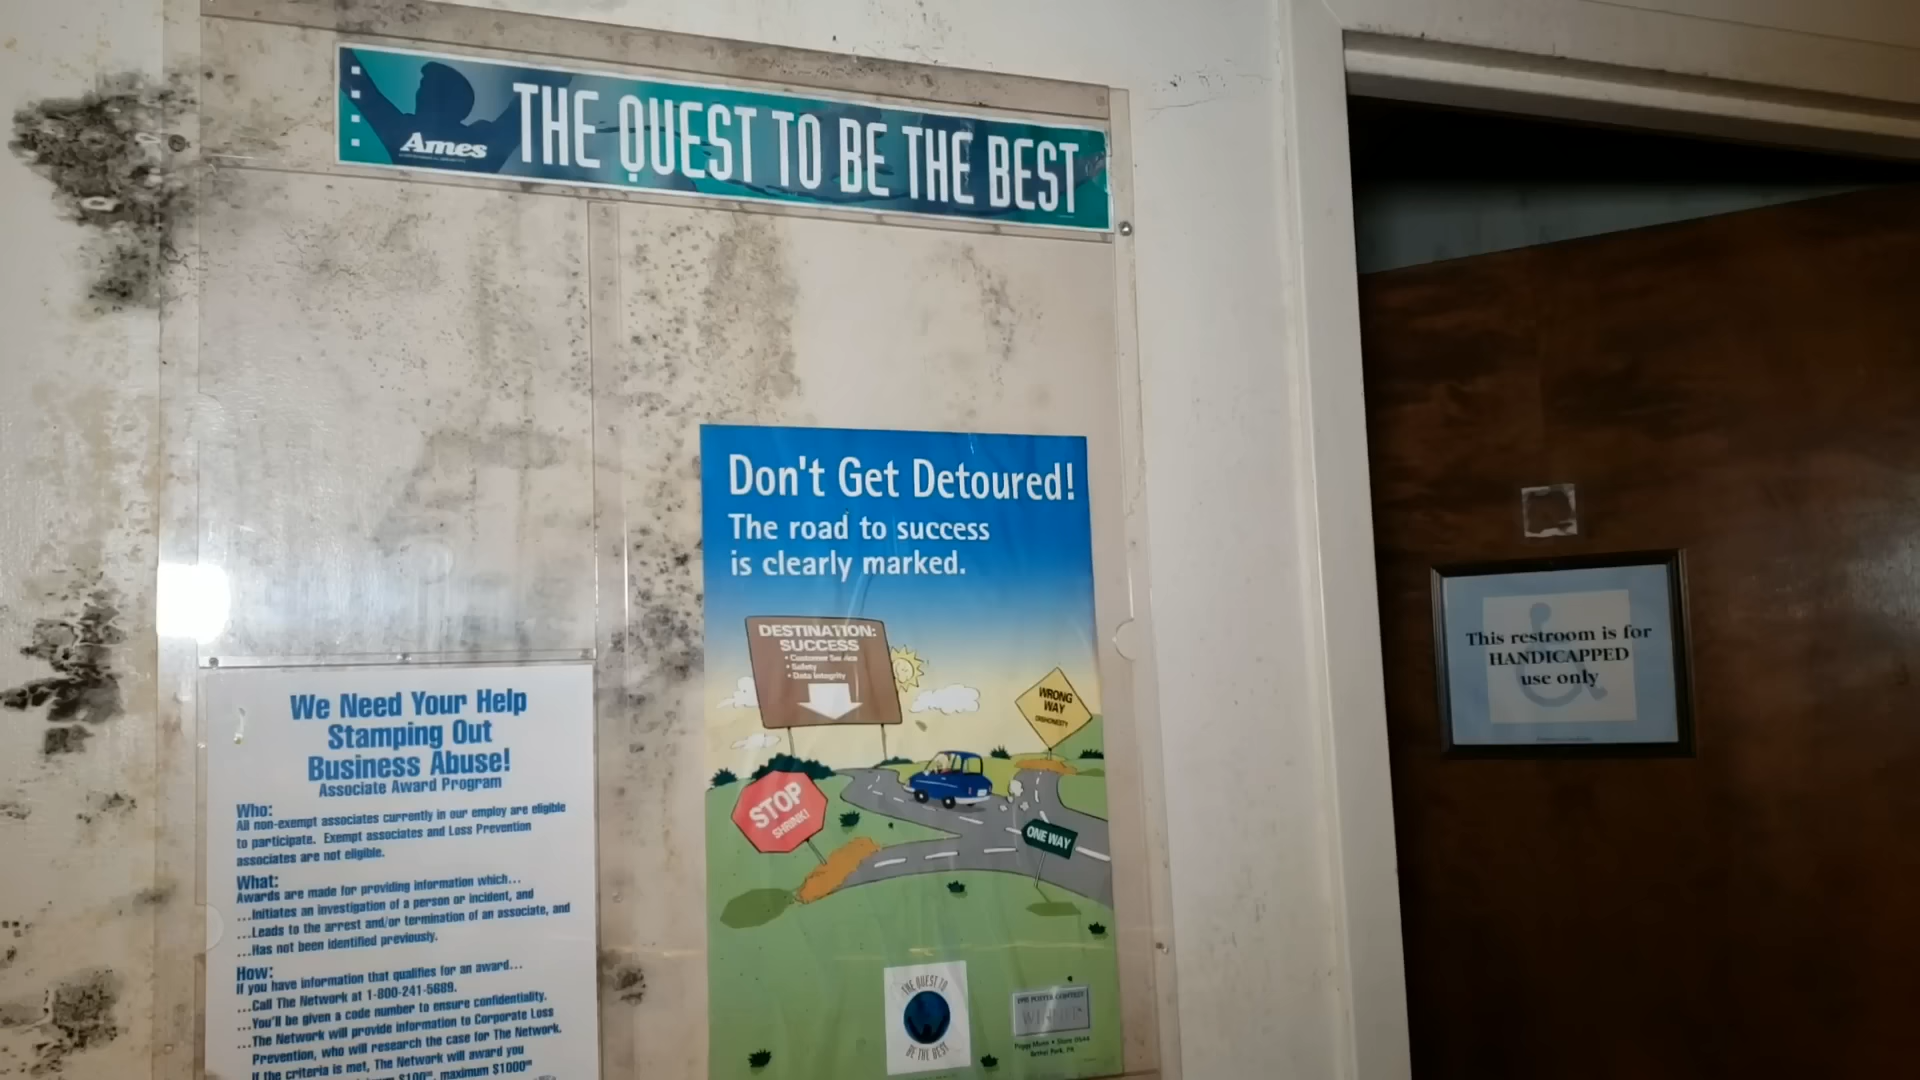 Ames
THE QUEST TO BE THE BEST
We Need Your Help
Stamping Out
Business Abuse!
Associate Award Program
Who:
All non-exempt associates currently in our employ are eligible
to participate. Exempt associates and Loss Prevention
associates are not eligible.
What:
Awards are made for providing information which...
...Initiates an investigation of a person or incident, and
...Leads to the arrest and/or termination of an associate, and
...Has not been identified previously.
How:
If you have information that qualifies for an award...
...Call The Network at 1-800-241-5689.
...You'll be given a code number to ensure confidentiality.
...The Network will provide information to Corporate Loss
Prevention, who will research the case for The Network.
If the criteria is met, The Network will award you
$100°°, maximum $1000°°
Don't Get Detoured!
The road to success
is clearly marked.
DESTINATION:
SUCCESS
• Customer Service
• Safety
• Data Integrity
WRONG
WAY
DISHONESTY
STOP
SHRINK!
ONE WAY
THE QUEST TO
BE THE BEST
POSTER CONTEST
WINNER
Bethel Park, PA
This restroom is for
HANDICAPPED
use only